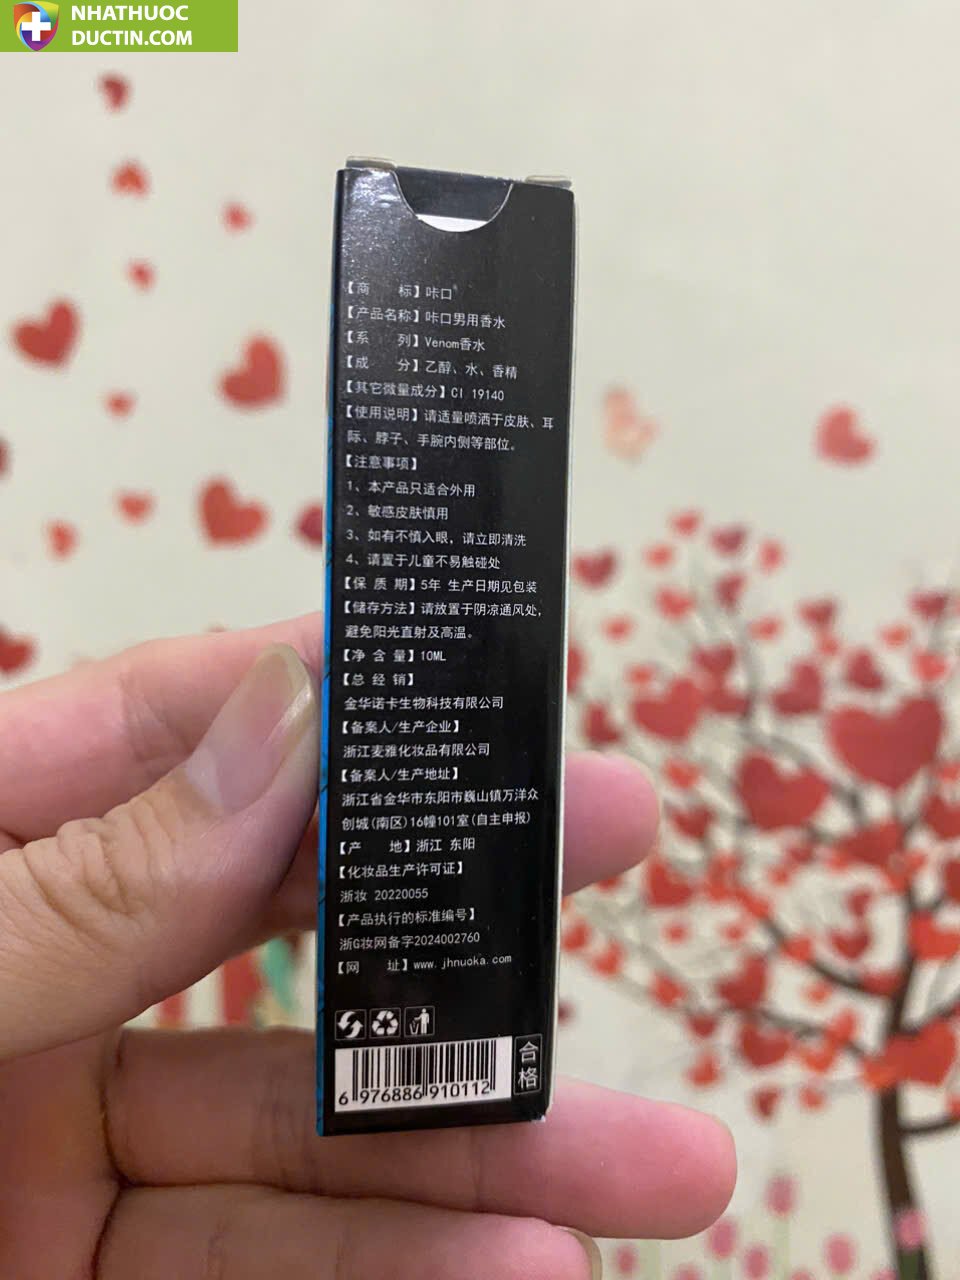 NHATHUOC
DUCTIN.COM
【商 标】咔口
【产品名称】咔口男用香水
【系 列】Venom香水
【成 分】乙醇、水、香精
【其它微量成分】CI 19140
【使用说明】请适量喷洒于皮肤、耳
际、脖子、手腕内侧等部位。
【注意事项】
1、本产品只适合外用
2、敏感皮肤慎用
3、如有不慎入眼，请立即清洗
4、请置于儿童不易触碰处
【保 质 期】5年 生产日期见包装
【储存方法】请放置于阴凉通风处，
避免阳光直射及高温。
【净 含 量】10ML
【总 经 销】
金华诺卡生物科技有限公司
【备案人/生产企业】
浙江麦雅化妆品有限公司
【备案人/生产地址】
浙江省金华市东阳市巍山镇万洋众
创城(南区)16幢101室(自主申报)
【产 地】浙江 东阳
【化妆品生产许可证】
浙妆 20220055
【产品执行的标准编号】
浙G妆网备字2024002760
【网 址】www.jhnuoka.com
合格
6 976886 910112